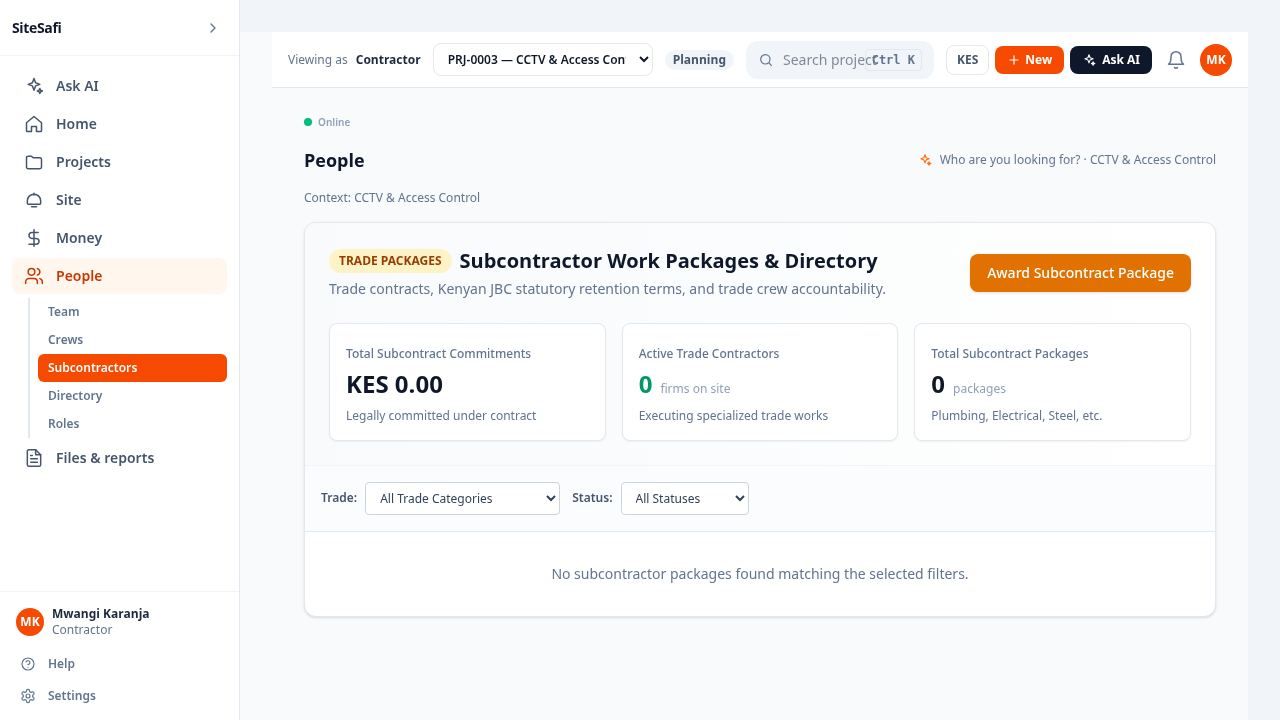 SiteSafi
Ask AI
Home
Projects
Site
Money
People
Team
Crews
Subcontractors
Directory
Roles
Files & reports
MK
Mwangi Karanja
Contractor
Help
Settings
Viewing as Contractor
PRJ-0003 — CCTV & Access Con
Planning
Search project
Ctrl K
KES
New
Ask AI
MK
Online
People
Who are you looking for? · CCTV & Access Control
Context: CCTV & Access Control
TRADE PACKAGES
Subcontractor Work Packages & Directory
Trade contracts, Kenyan JBC statutory retention terms, and trade crew accountability.
Award Subcontract Package
Total Subcontract Commitments
KES 0.00
Legally committed under contract
Active Trade Contractors
0 firms on site
Executing specialized trade works
Total Subcontract Packages
0 packages
Plumbing, Electrical, Steel, etc.
Trade: All Trade Categories
Status: All Statuses
No subcontractor packages found matching the selected filters.